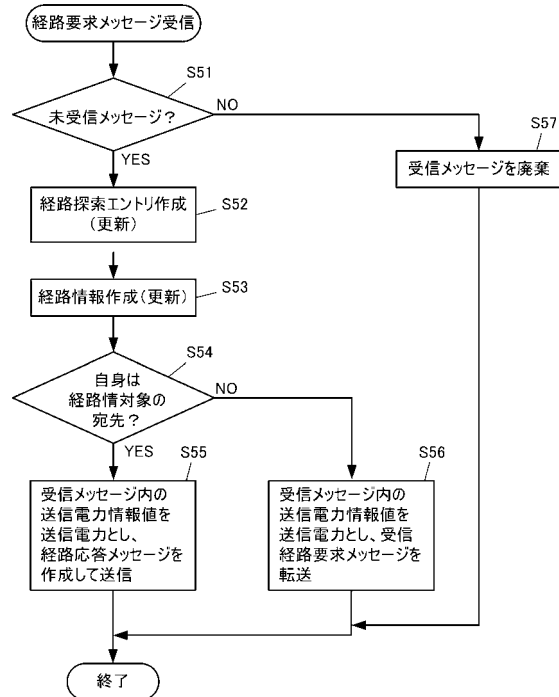 経路要求メッセージ受信
S51
未受信メッセージ？
NO
YES
S57
受信メッセージを廃棄
S52
経路探索エントリ作成
（更新）
S53
経路情報作成（更新）
S54
自身は
経路情対象の
宛先？
NO
YES
S55
受信メッセージ内の
送信電力情報値を
送信電力とし、
経路応答メッセージを
作成して送信
S56
受信メッセージ内の
送信電力情報値を
送信電力とし、受信
経路要求メッセージを
転送
終了